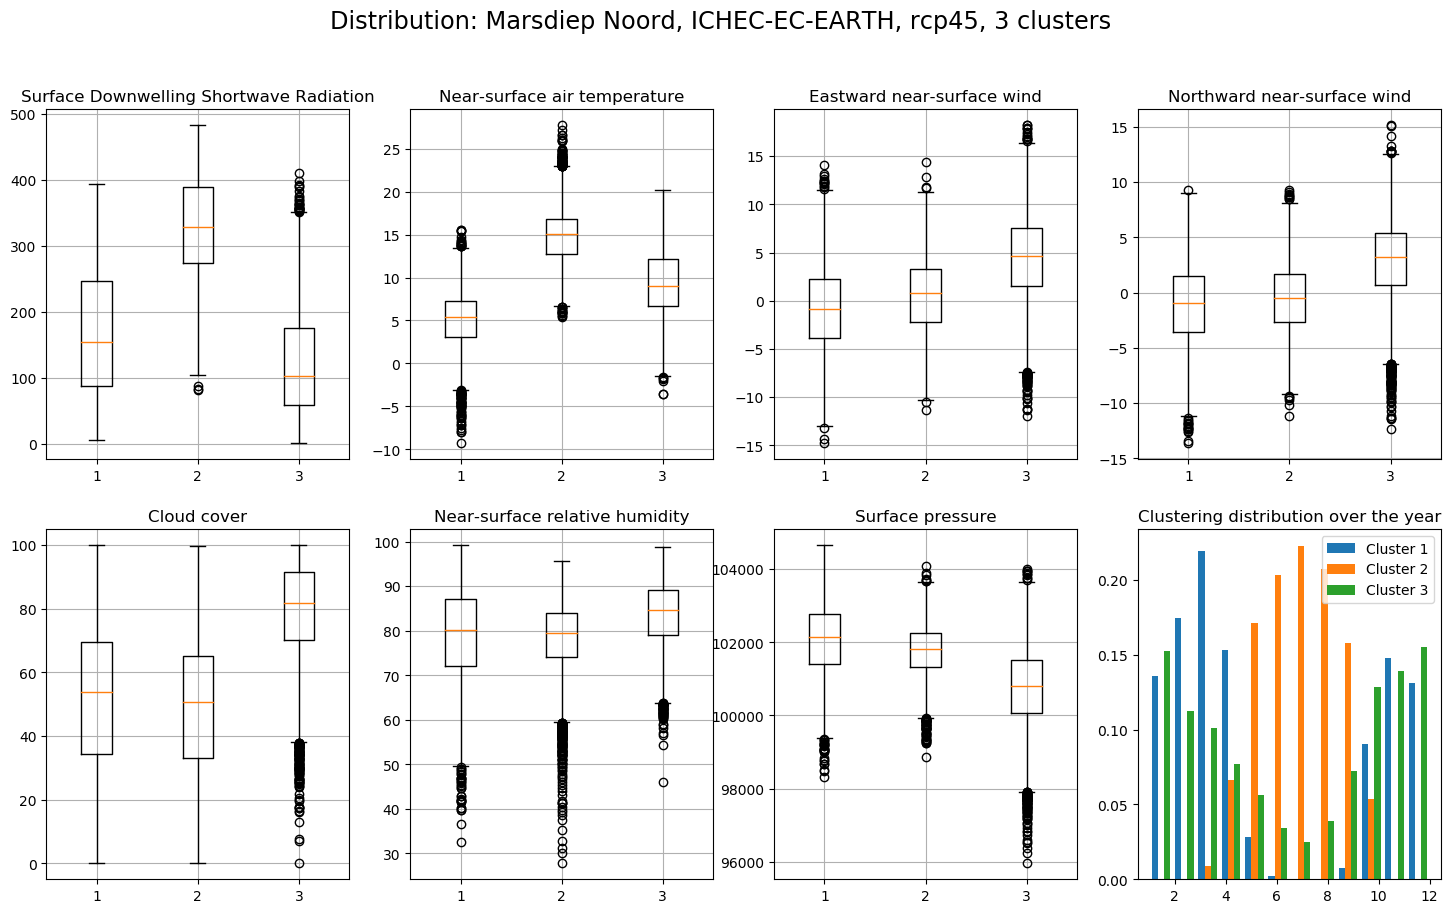 Distribution: Marsdiep Noord, ICHEC-EC-EARTH, rcp45, 3 clusters
Surface Downwelling Shortwave Radiation
500
400
300
200
100
0
1 2 3
Near-surface air temperature
25
20
15
10
5
0
−5
−10
1 2 3
Eastward near-surface wind
15
10
5
0
−5
−10
−15
1 2 3
Northward near-surface wind
15
10
5
0
−5
−10
−15
1 2 3
Cloud cover
100
80
60
40
20
0
1 2 3
Near-surface relative humidity
100
90
80
70
60
50
40
30
1 2 3
Surface pressure
104000
102000
100000
98000
96000
1 2 3
Clustering distribution over the year
Cluster 1
Cluster 2
Cluster 3
0.20
0.15
0.10
0.05
0.00
2 4 6 8 10 12